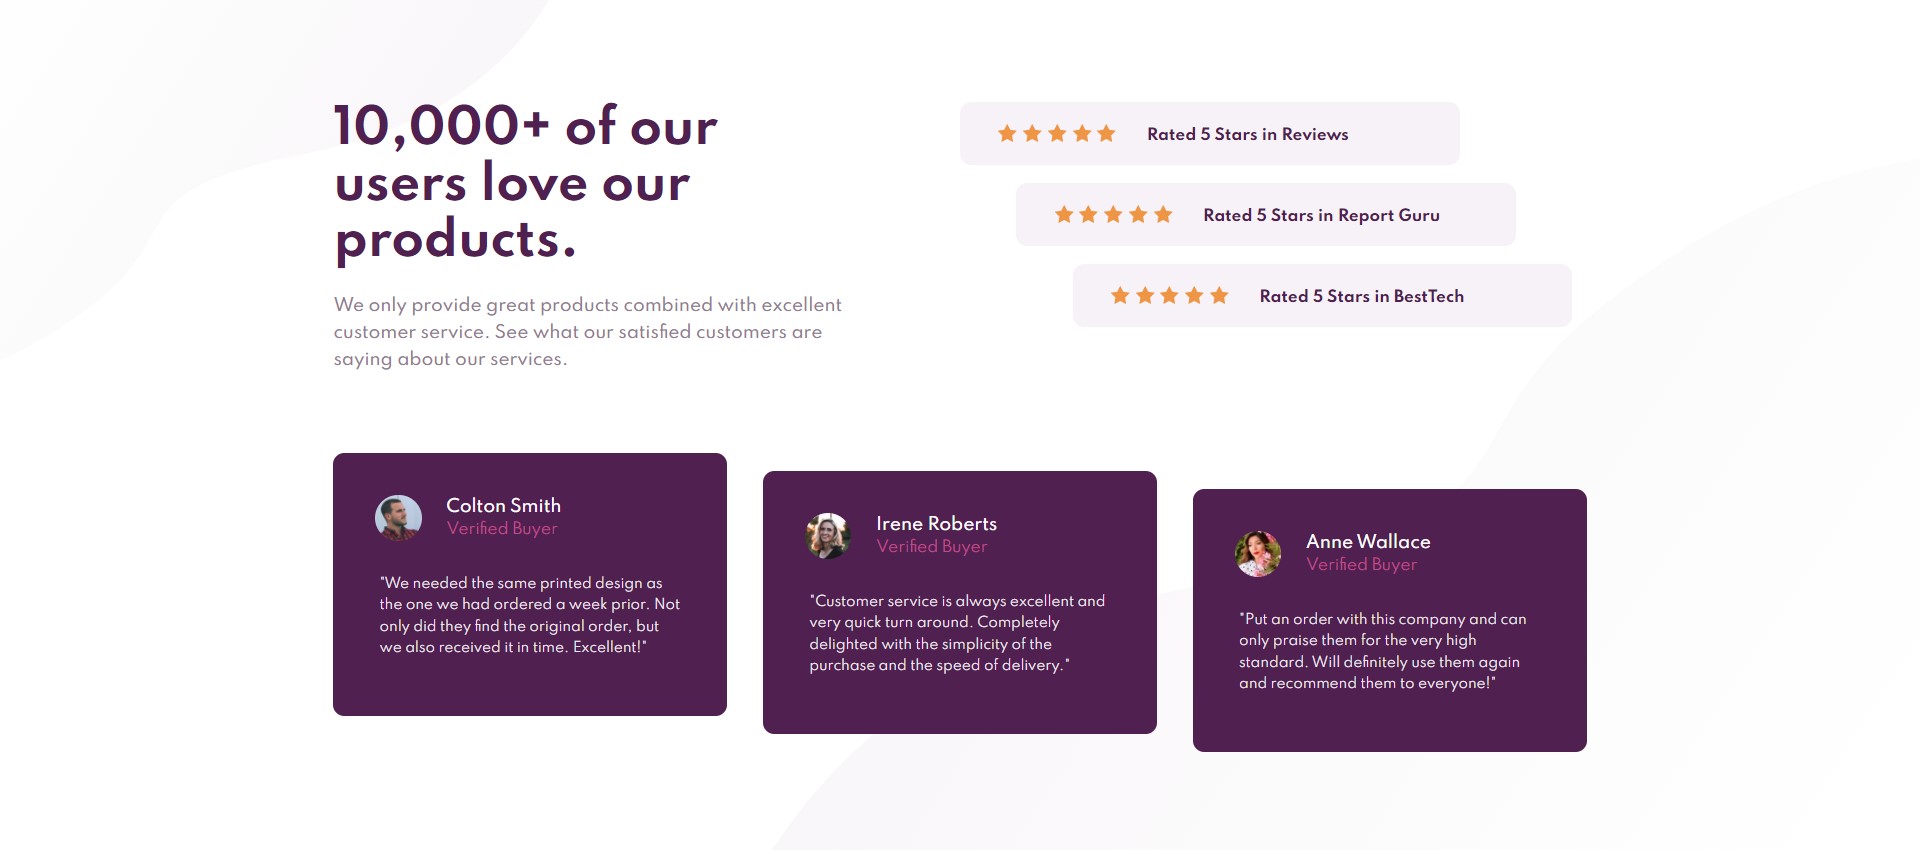 10,000+ of our
users love our
products.
We only provide great products combined with excellent
customer service. See what our satisfied customers are
saying about our services.
Rated 5 Stars in Reviews
Rated 5 Stars in Report Guru
Rated 5 Stars in BestTech
Colton Smith
Verified Buyer
"We needed the same printed design as
the one we had ordered a week prior. Not
only did they find the original order, but
we also received it in time. Excellent!"
Irene Roberts
Verified Buyer
"Customer service is always excellent and
very quick turn around. Completely
delighted with the simplicity of the
purchase and the speed of delivery."
Anne Wallace
Verified Buyer
"Put an order with this company and can
only praise them for the very high
standard. Will definitely use them again
and recommend them to everyone!"